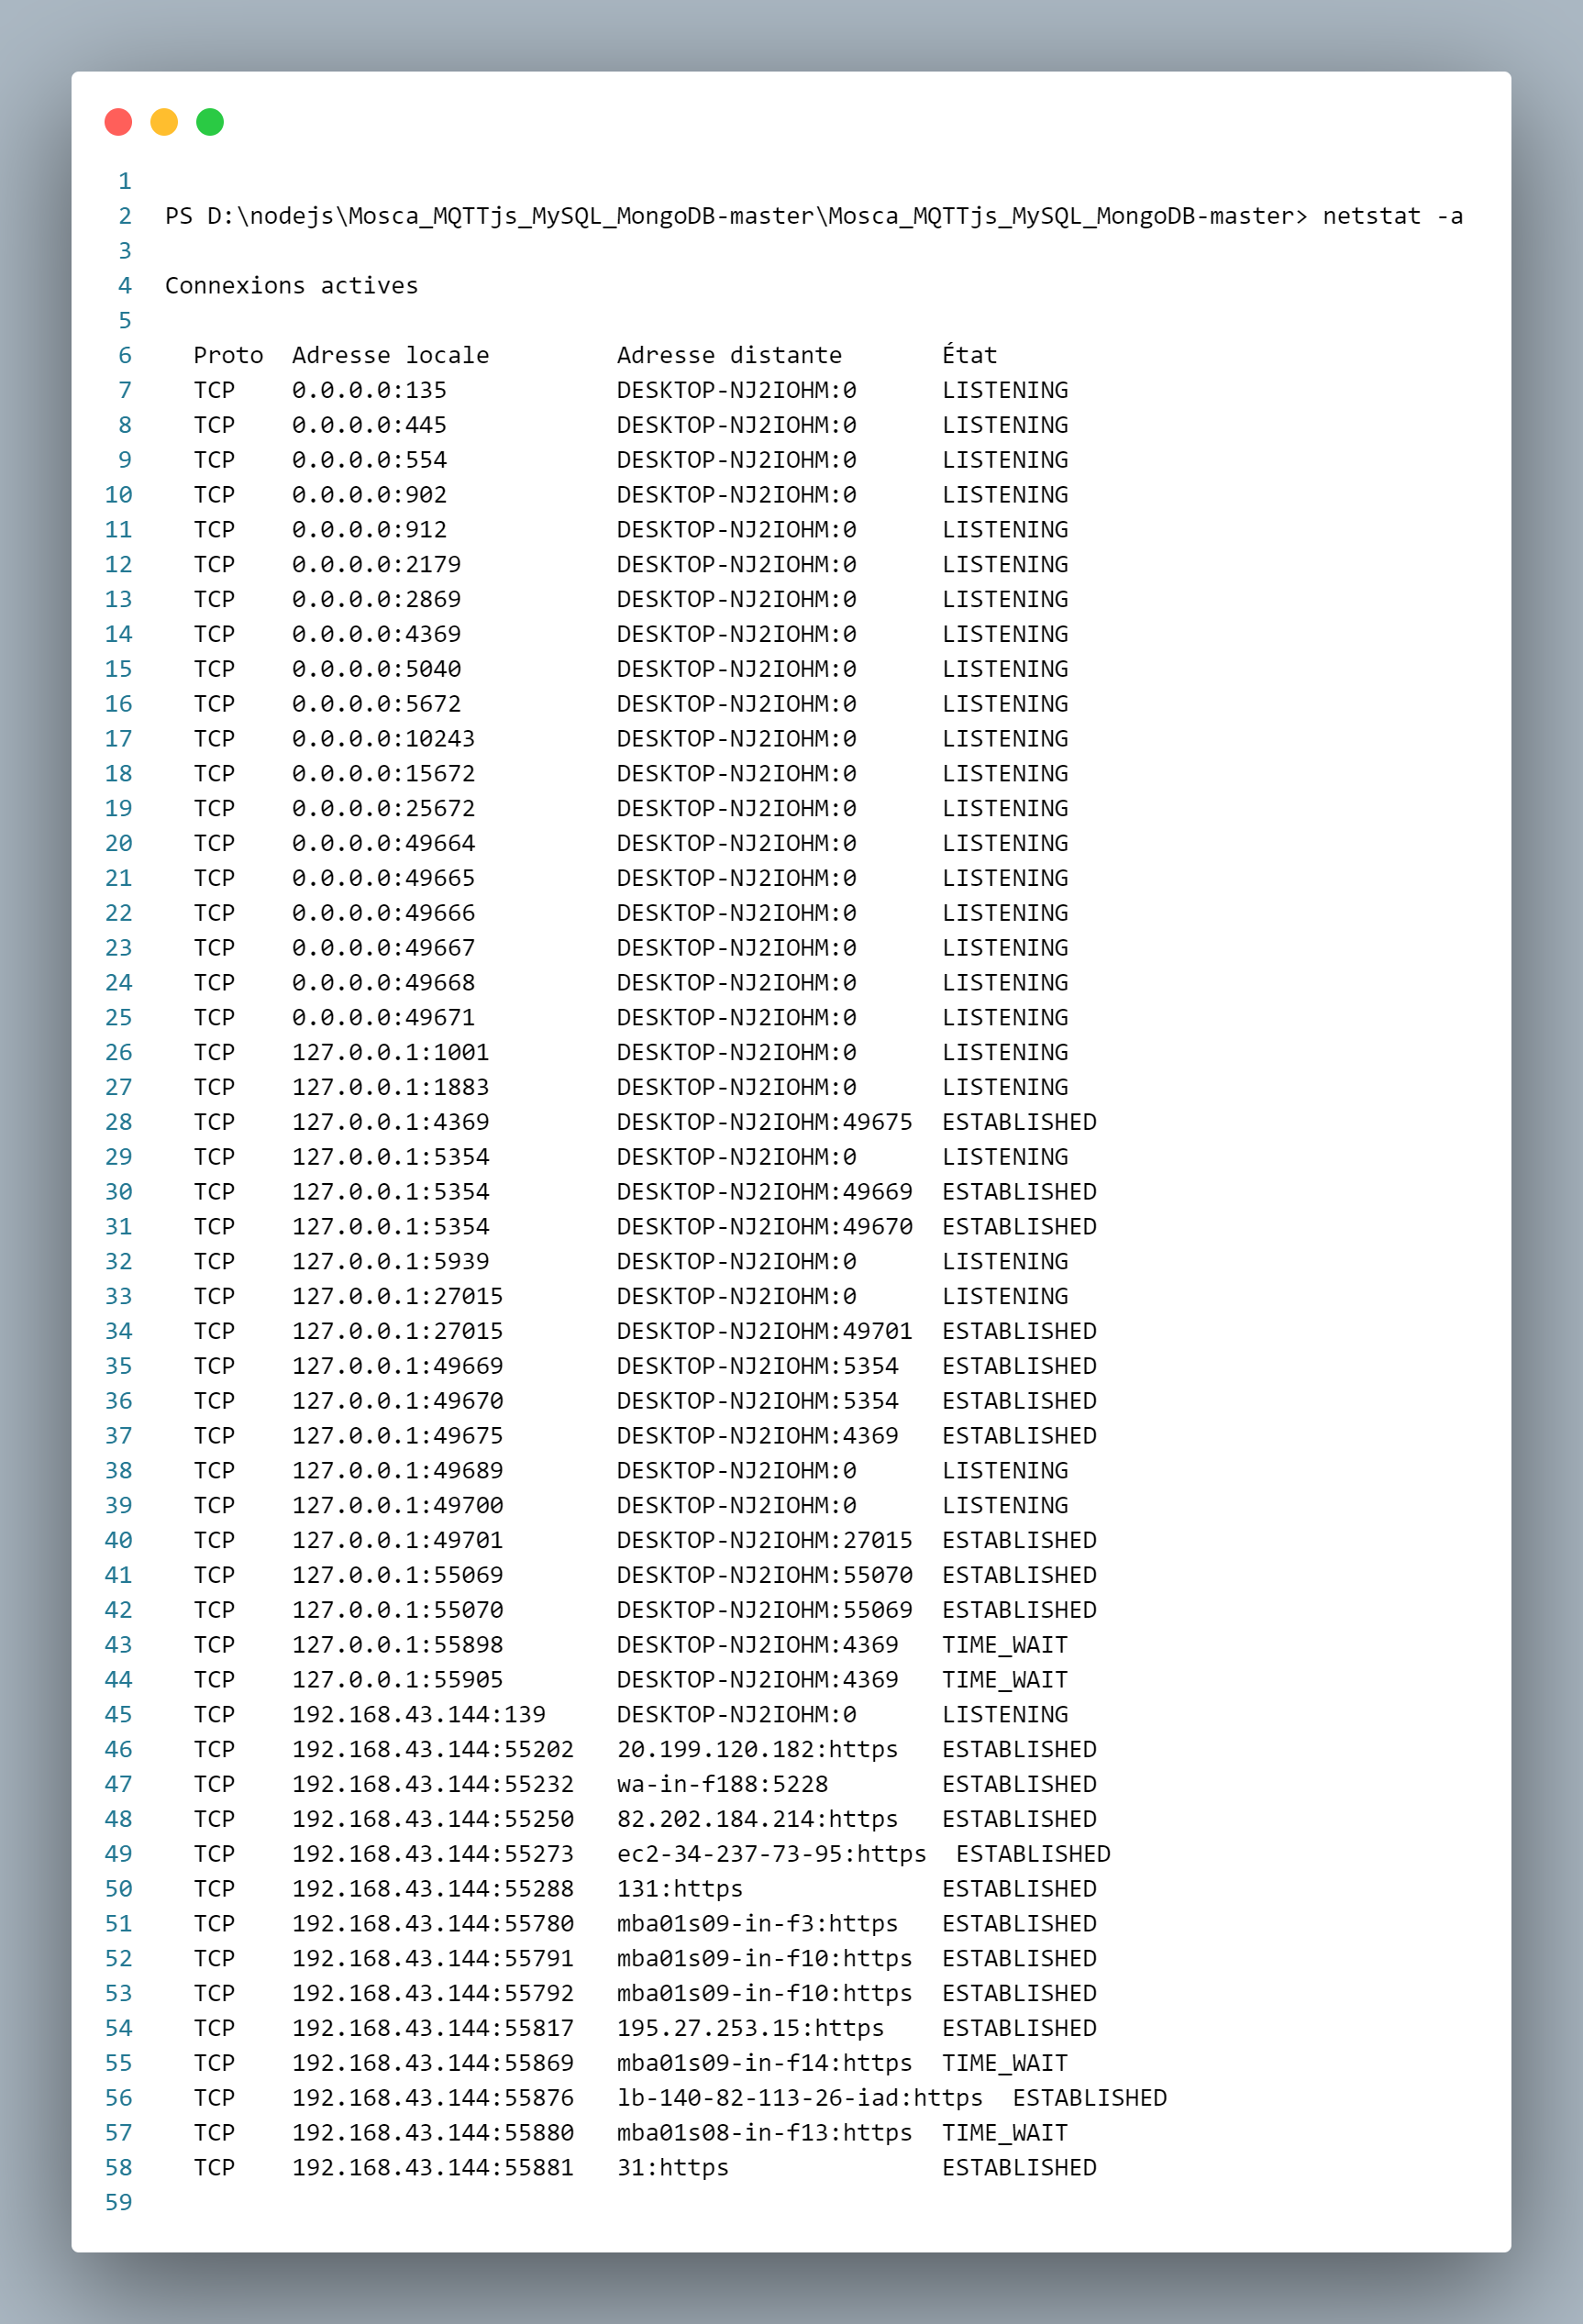 1
2 PS D:\nodejs\Mosca_MQTTjs_MySQL_MongoDB-master\Mosca_MQTTjs_MySQL_MongoDB-master> netstat -a
3
4 Connexions actives
5
6   Proto  Adresse locale         Adresse distante       État
7   TCP    0.0.0.0:135            DESKTOP-NJ2IOHM:0      LISTENING
8   TCP    0.0.0.0:445            DESKTOP-NJ2IOHM:0      LISTENING
9   TCP    0.0.0.0:554            DESKTOP-NJ2IOHM:0      LISTENING
10   TCP    0.0.0.0:902            DESKTOP-NJ2IOHM:0      LISTENING
11   TCP    0.0.0.0:912            DESKTOP-NJ2IOHM:0      LISTENING
12   TCP    0.0.0.0:2179           DESKTOP-NJ2IOHM:0      LISTENING
13   TCP    0.0.0.0:2869           DESKTOP-NJ2IOHM:0      LISTENING
14   TCP    0.0.0.0:4369           DESKTOP-NJ2IOHM:0      LISTENING
15   TCP    0.0.0.0:5040           DESKTOP-NJ2IOHM:0      LISTENING
16   TCP    0.0.0.0:5672           DESKTOP-NJ2IOHM:0      LISTENING
17   TCP    0.0.0.0:10243          DESKTOP-NJ2IOHM:0      LISTENING
18   TCP    0.0.0.0:15672          DESKTOP-NJ2IOHM:0      LISTENING
19   TCP    0.0.0.0:25672          DESKTOP-NJ2IOHM:0      LISTENING
20   TCP    0.0.0.0:49664          DESKTOP-NJ2IOHM:0      LISTENING
21   TCP    0.0.0.0:49665          DESKTOP-NJ2IOHM:0      LISTENING
22   TCP    0.0.0.0:49666          DESKTOP-NJ2IOHM:0      LISTENING
23   TCP    0.0.0.0:49667          DESKTOP-NJ2IOHM:0      LISTENING
24   TCP    0.0.0.0:49668          DESKTOP-NJ2IOHM:0      LISTENING
25   TCP    0.0.0.0:49671          DESKTOP-NJ2IOHM:0      LISTENING
26   TCP    127.0.0.1:1001         DESKTOP-NJ2IOHM:0      LISTENING
27   TCP    127.0.0.1:1883         DESKTOP-NJ2IOHM:0      LISTENING
28   TCP    127.0.0.1:4369         DESKTOP-NJ2IOHM:49675  ESTABLISHED
29   TCP    127.0.0.1:5354         DESKTOP-NJ2IOHM:0      LISTENING
30   TCP    127.0.0.1:5354         DESKTOP-NJ2IOHM:49669  ESTABLISHED
31   TCP    127.0.0.1:5354         DESKTOP-NJ2IOHM:49670  ESTABLISHED
32   TCP    127.0.0.1:5939         DESKTOP-NJ2IOHM:0      LISTENING
33   TCP    127.0.0.1:27015        DESKTOP-NJ2IOHM:0      LISTENING
34   TCP    127.0.0.1:27015        DESKTOP-NJ2IOHM:49701  ESTABLISHED
35   TCP    127.0.0.1:49669        DESKTOP-NJ2IOHM:5354   ESTABLISHED
36   TCP    127.0.0.1:49670        DESKTOP-NJ2IOHM:5354   ESTABLISHED
37   TCP    127.0.0.1:49675        DESKTOP-NJ2IOHM:4369   ESTABLISHED
38   TCP    127.0.0.1:49689        DESKTOP-NJ2IOHM:0      LISTENING
39   TCP    127.0.0.1:49700        DESKTOP-NJ2IOHM:0      LISTENING
40   TCP    127.0.0.1:49701        DESKTOP-NJ2IOHM:27015  ESTABLISHED
41   TCP    127.0.0.1:55069        DESKTOP-NJ2IOHM:55070  ESTABLISHED
42   TCP    127.0.0.1:55070        DESKTOP-NJ2IOHM:55069  ESTABLISHED
43   TCP    127.0.0.1:55898        DESKTOP-NJ2IOHM:4369   TIME_WAIT
44   TCP    127.0.0.1:55905        DESKTOP-NJ2IOHM:4369   TIME_WAIT
45   TCP    192.168.43.144:139     DESKTOP-NJ2IOHM:0      LISTENING
46   TCP    192.168.43.144:55202   20.199.120.182:https   ESTABLISHED
47   TCP    192.168.43.144:55232   wa-in-f188:5228        ESTABLISHED
48   TCP    192.168.43.144:55250   82.202.184.214:https   ESTABLISHED
49   TCP    192.168.43.144:55273   ec2-34-237-73-95:https  ESTABLISHED
50   TCP    192.168.43.144:55288   131:https              ESTABLISHED
51   TCP    192.168.43.144:55780   mba01s09-in-f3:https   ESTABLISHED
52   TCP    192.168.43.144:55791   mba01s09-in-f10:https  ESTABLISHED
53   TCP    192.168.43.144:55792   mba01s09-in-f10:https  ESTABLISHED
54   TCP    192.168.43.144:55817   195.27.253.15:https    ESTABLISHED
55   TCP    192.168.43.144:55869   mba01s09-in-f14:https  TIME_WAIT
56   TCP    192.168.43.144:55876   lb-140-82-113-26-iad:https  ESTABLISHED
57   TCP    192.168.43.144:55880   mba01s08-in-f13:https  TIME_WAIT
58   TCP    192.168.43.144:55881   31:https               ESTABLISHED
59